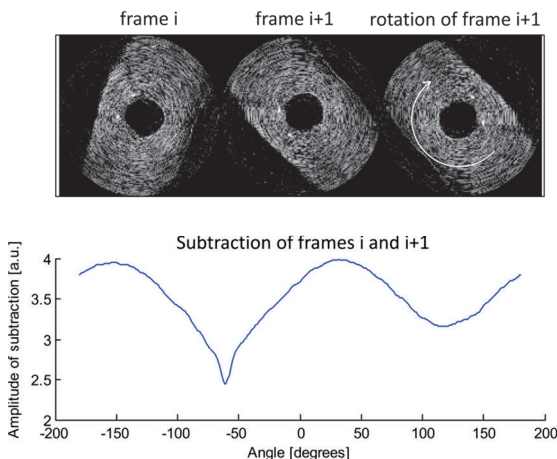 frame i frame i+1 rotation of frame i+1
Subtraction of frames i and i+1
Amplitude of subtraction [a.u.]
4
3.5
3
2.5
2
-200 -150 -100 -50 0 50 100 150 200
Angle [degrees]